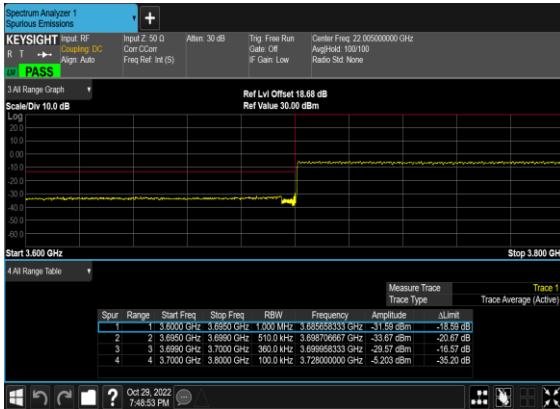 Spectrum Analyzer 1
Spurious Emissions
+
KEYSIGHT Input: RF Input Z: 50 Ω Atten: 30 dB Trig: Free Run Center Freq: 22.005000000 GHz
R T Coupling: DC Corr CCorr Gate: Off Avg|Hold: 100/100
Align: Auto Freq Ref: Int (S) IF Gain: Low Radio Std: None
LXI PASS
3 All Range Graph
Ref Lvl Offset 18.68 dB
Scale/Div 10.0 dB Ref Value 30.00 dBm
Log
20.0
10.0
0.00
-10.0
-20.0
-30.0
-40.0
-50.0
-60.0
Start 3.600 GHz Stop 3.800 GH
4 All Range Table
Measure Trace Trace 1
Trace Type Trace Average (Active)
Spur Range Start Freq Stop Freq RBW Frequency Amplitude ΔLimit
1 1 3.6000 GHz 3.6950 GHz 1.000 MHz 3.685658333 GHz -31.59 dBm -18.59 dB
2 2 3.6950 GHz 3.6990 GHz 510.0 kHz 3.698706667 GHz -33.67 dBm -20.67 dB
3 3 3.6990 GHz 3.7000 GHz 360.0 kHz 3.699958333 GHz -29.57 dBm -16.57 dB
4 4 3.7000 GHz 3.8000 GHz 100.0 kHz 3.728000000 GHz -5.203 dBm -35.20 dB
?
Oct 29, 2022
7:48:53 PM